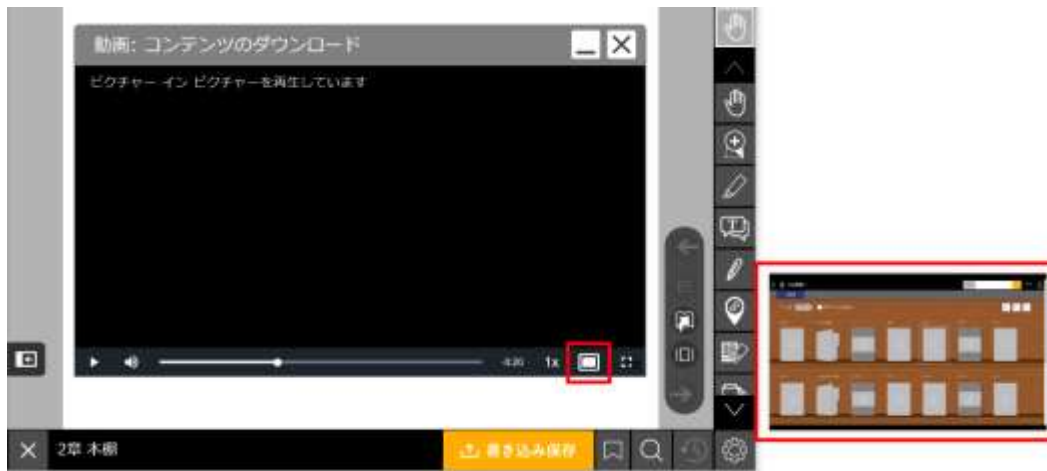 動画: コンテンツのダウンロード
ピクチャー イン ピクチャーを再生しています
1x
2章 本棚
書き込み保存